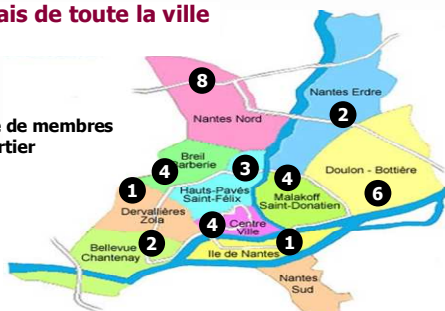 ais de toute la ville
8
Nantes Nord
Nantes Erdre
2
e de membres
rtier
Breil
Barberie
4
3
4
Doulon - Bottière
6
1
Hauts-Pavés
Saint-Félix
Malakoff
Saint-Donatien
Dervallières
Zola
4
Centre
Ville
1
Bellevue
Chantenay
2
Ile de Nantes
Nantes
Sud